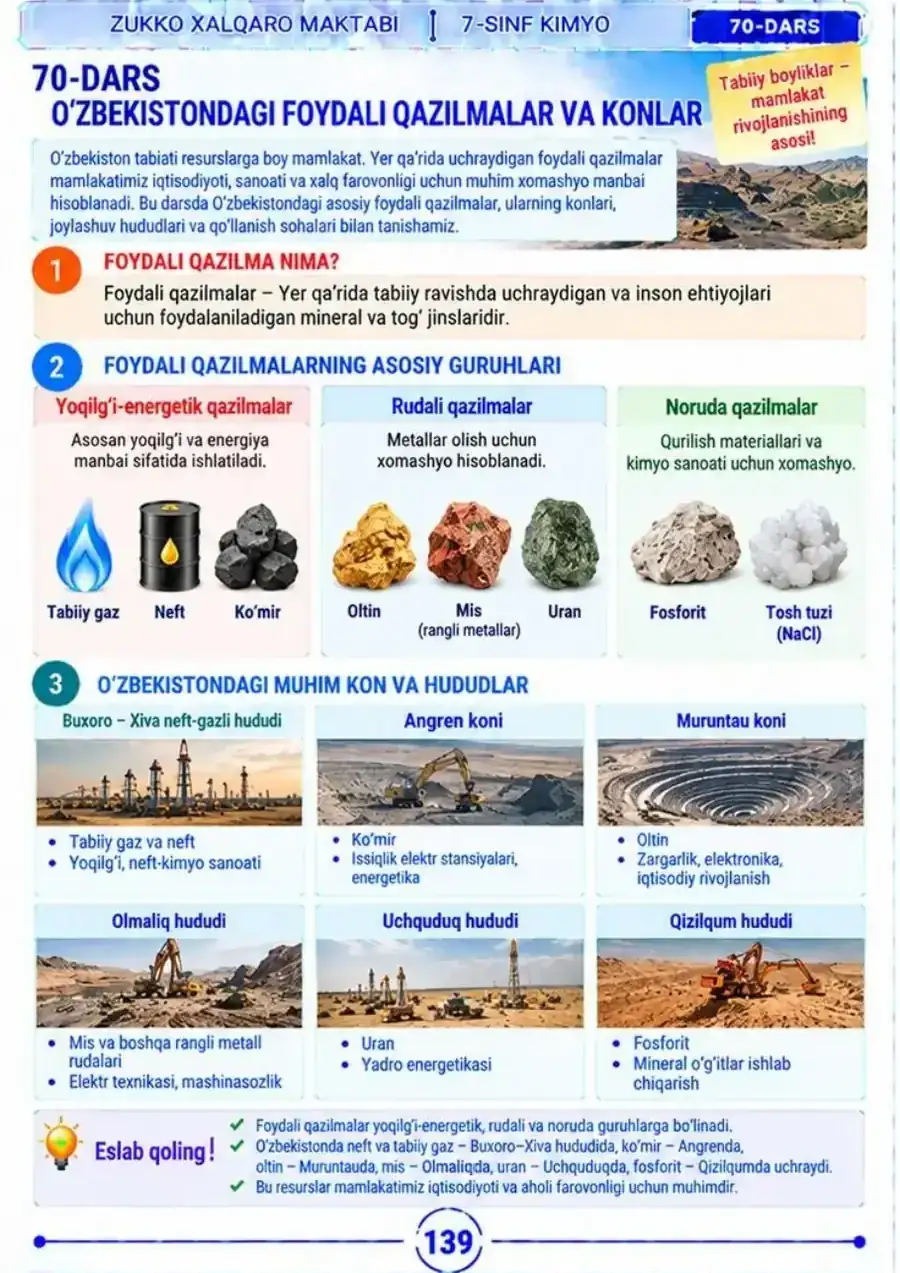 ZUKKO XALQARO MAKTABI | 7-SINF KIMYO
70-DARS
70-DARS
O‘ZBEKISTONDAGI FOYDALI QAZILMALAR VA KONLAR
Tabiiy boyliklar –
mamlakat
rivojlanishining
asosi!
O‘zbekiston tabiati resurslarga boy mamlakat. Yer qa’rida uchraydigan foydali qazilmalar
mamlakatimiz iqtisodiyoti, sanoati va xalq farovonligi uchun muhim xomashyo manbai
hisoblanadi. Bu darsda O‘zbekistondagi asosiy foydali qazilmalar, ularning konlari,
joylashuv hududlari va qo‘llanish sohalari bilan tanishamiz.
1
FOYDALI QAZILMA NIMA?
Foydali qazilmalar – Yer qa’rida tabiiy ravishda uchraydigan va inson ehtiyojlari
uchun foydalaniladigan mineral va tog‘ jinslaridir.
2
FOYDALI QAZILMALARNING ASOSIY GURUHLARI
Yoqilg‘i-energetik qazilmalar
Asosan yoqilg‘i va energiya
manbai sifatida ishlatiladi.
Tabiiy gaz
Neft
Ko‘mir
Rudali qazilmalar
Metallar olish uchun
xomashyo hisoblanadi.
Oltin
Mis
(rangli metallar)
Uran
Noruda qazilmalar
Qurilish materiallari va
kimyo sanoati uchun xomashyo.
Fosforit
Tosh tuzi
(NaCl)
3
O‘ZBEKISTONDAGI MUHIM KON VA HUDUDLAR
Buxoro – Xiva neft-gazli hududi
• Tabiiy gaz va neft
• Yoqilg‘i, neft-kimyo sanoati
Angren koni
• Ko‘mir
• Issiqlik elektr stansiyalari,
energetika
Muruntau koni
• Oltin
• Zargarlik, elektronika,
iqtisodiy rivojlanish
Olmaliq hududi
• Mis va boshqa rangli metall
rudalari
• Elektr texnikasi, mashinasozlik
Uchquduq hududi
• Uran
• Yadro energetikasi
Qizilqum hududi
• Fosforit
• Mineral o‘g‘itlar ishlab
chiqarish
Eslab qoling!
✔ Foydali qazilmalar yoqilg‘i-energetik, rudali va noruda guruhlarga bo‘linadi.
✔ O‘zbekistonda neft va tabiiy gaz – Buxoro–Xiva hududida, ko‘mir – Angrenda,
oltin – Muruntauda, mis – Olmaliqda, uran – Uchquduqda, fosforit – Qizilqumda uchraydi.
✔ Bu resurslar mamlakatimiz iqtisodiyoti va aholi farovonligi uchun muhimdir.
139